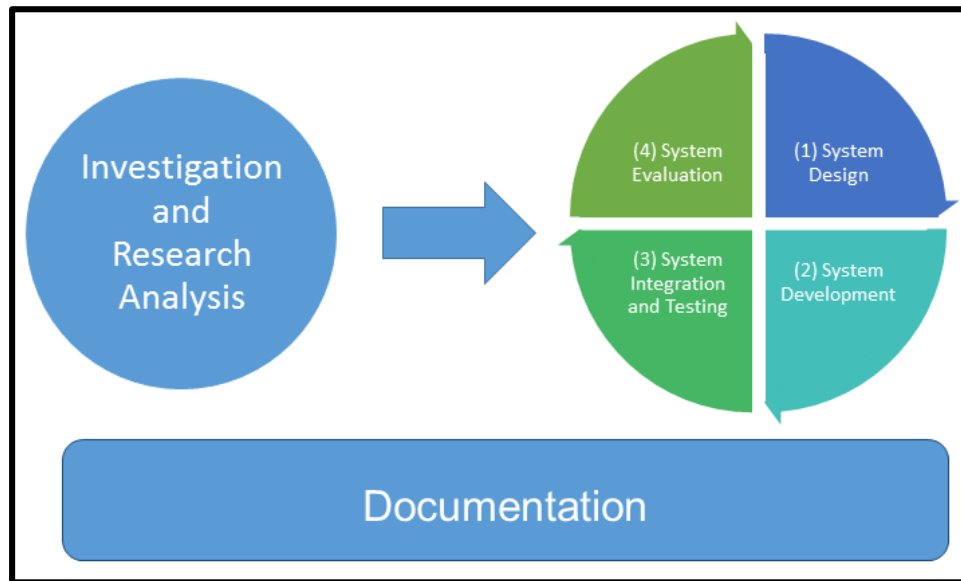 Investigation
and
Research
Analysis
(4) System
Evaluation
(1) System
Design
(3) System
Integration
and Testing
(2) System
Development
Documentation